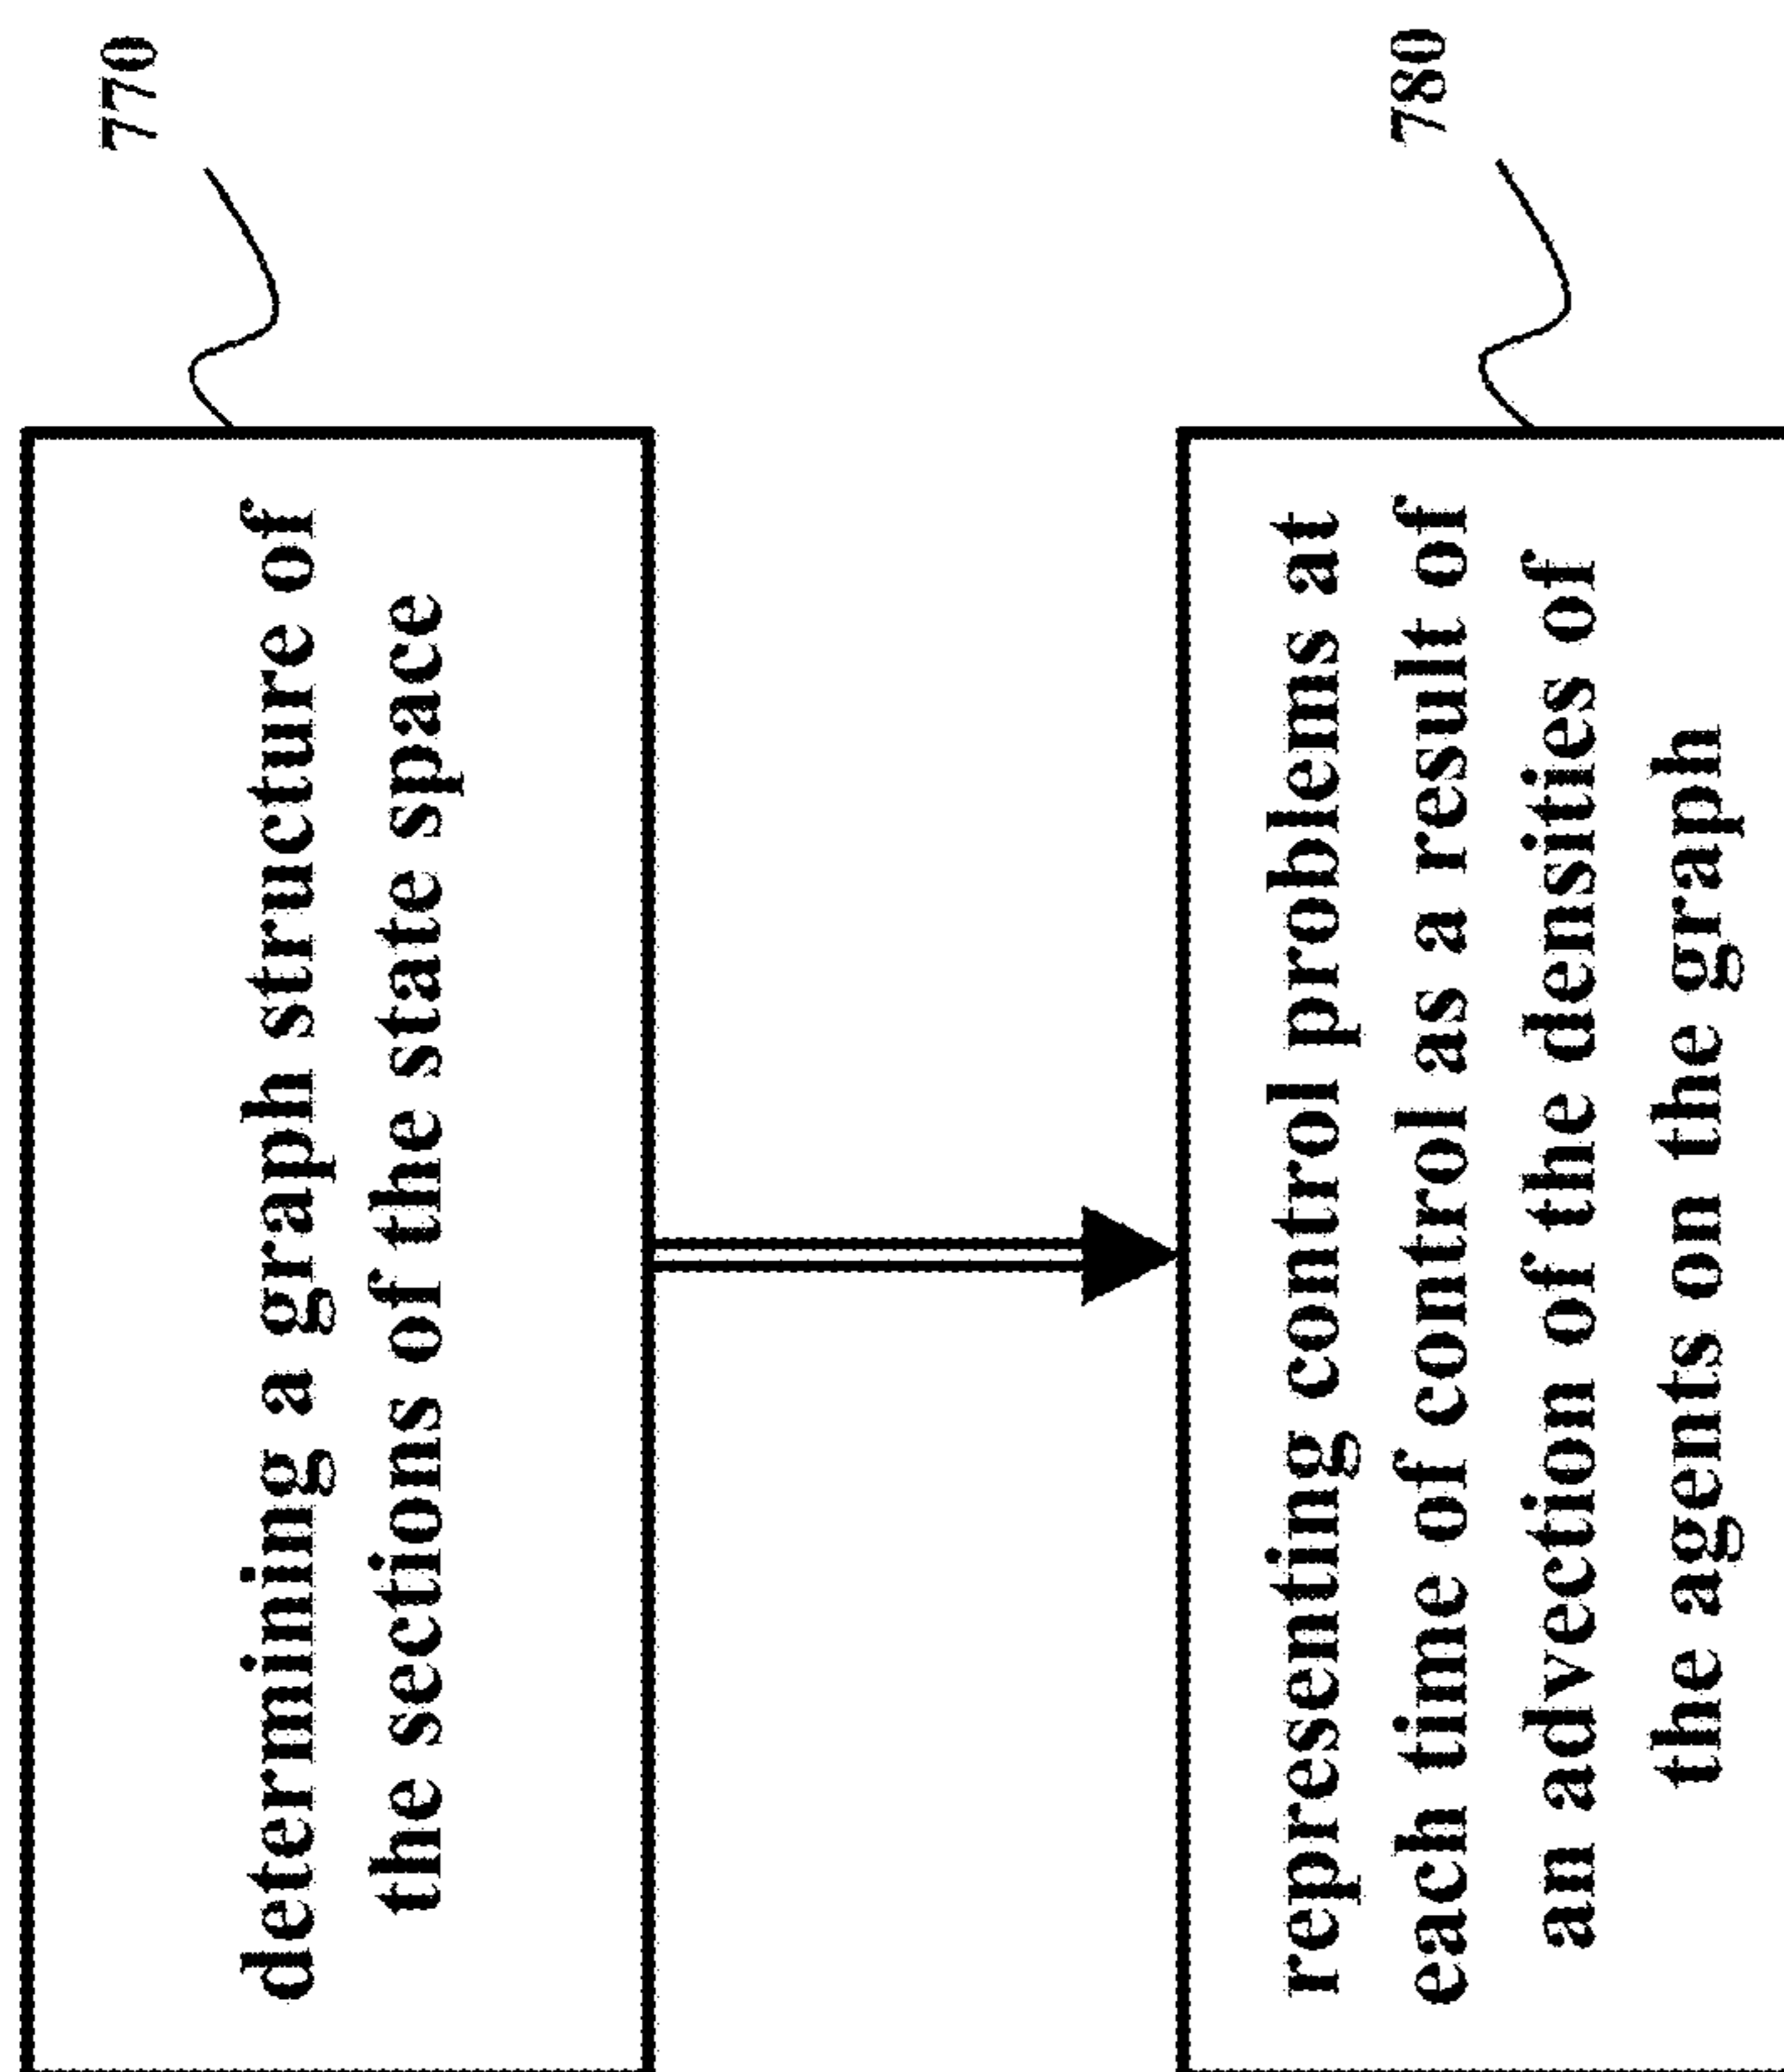 determining a graph structure of
the sections of the state space
770
representing control problems at
each time of control as a result of
an advection of the densities of
the agents on the graph
780